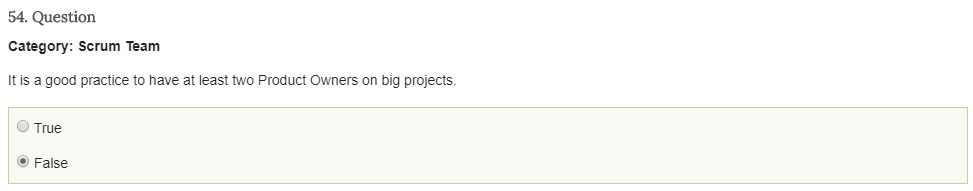 54. Question
Category: Scrum Team
It is a good practice to have at least two Product Owners on big projects.
True
False